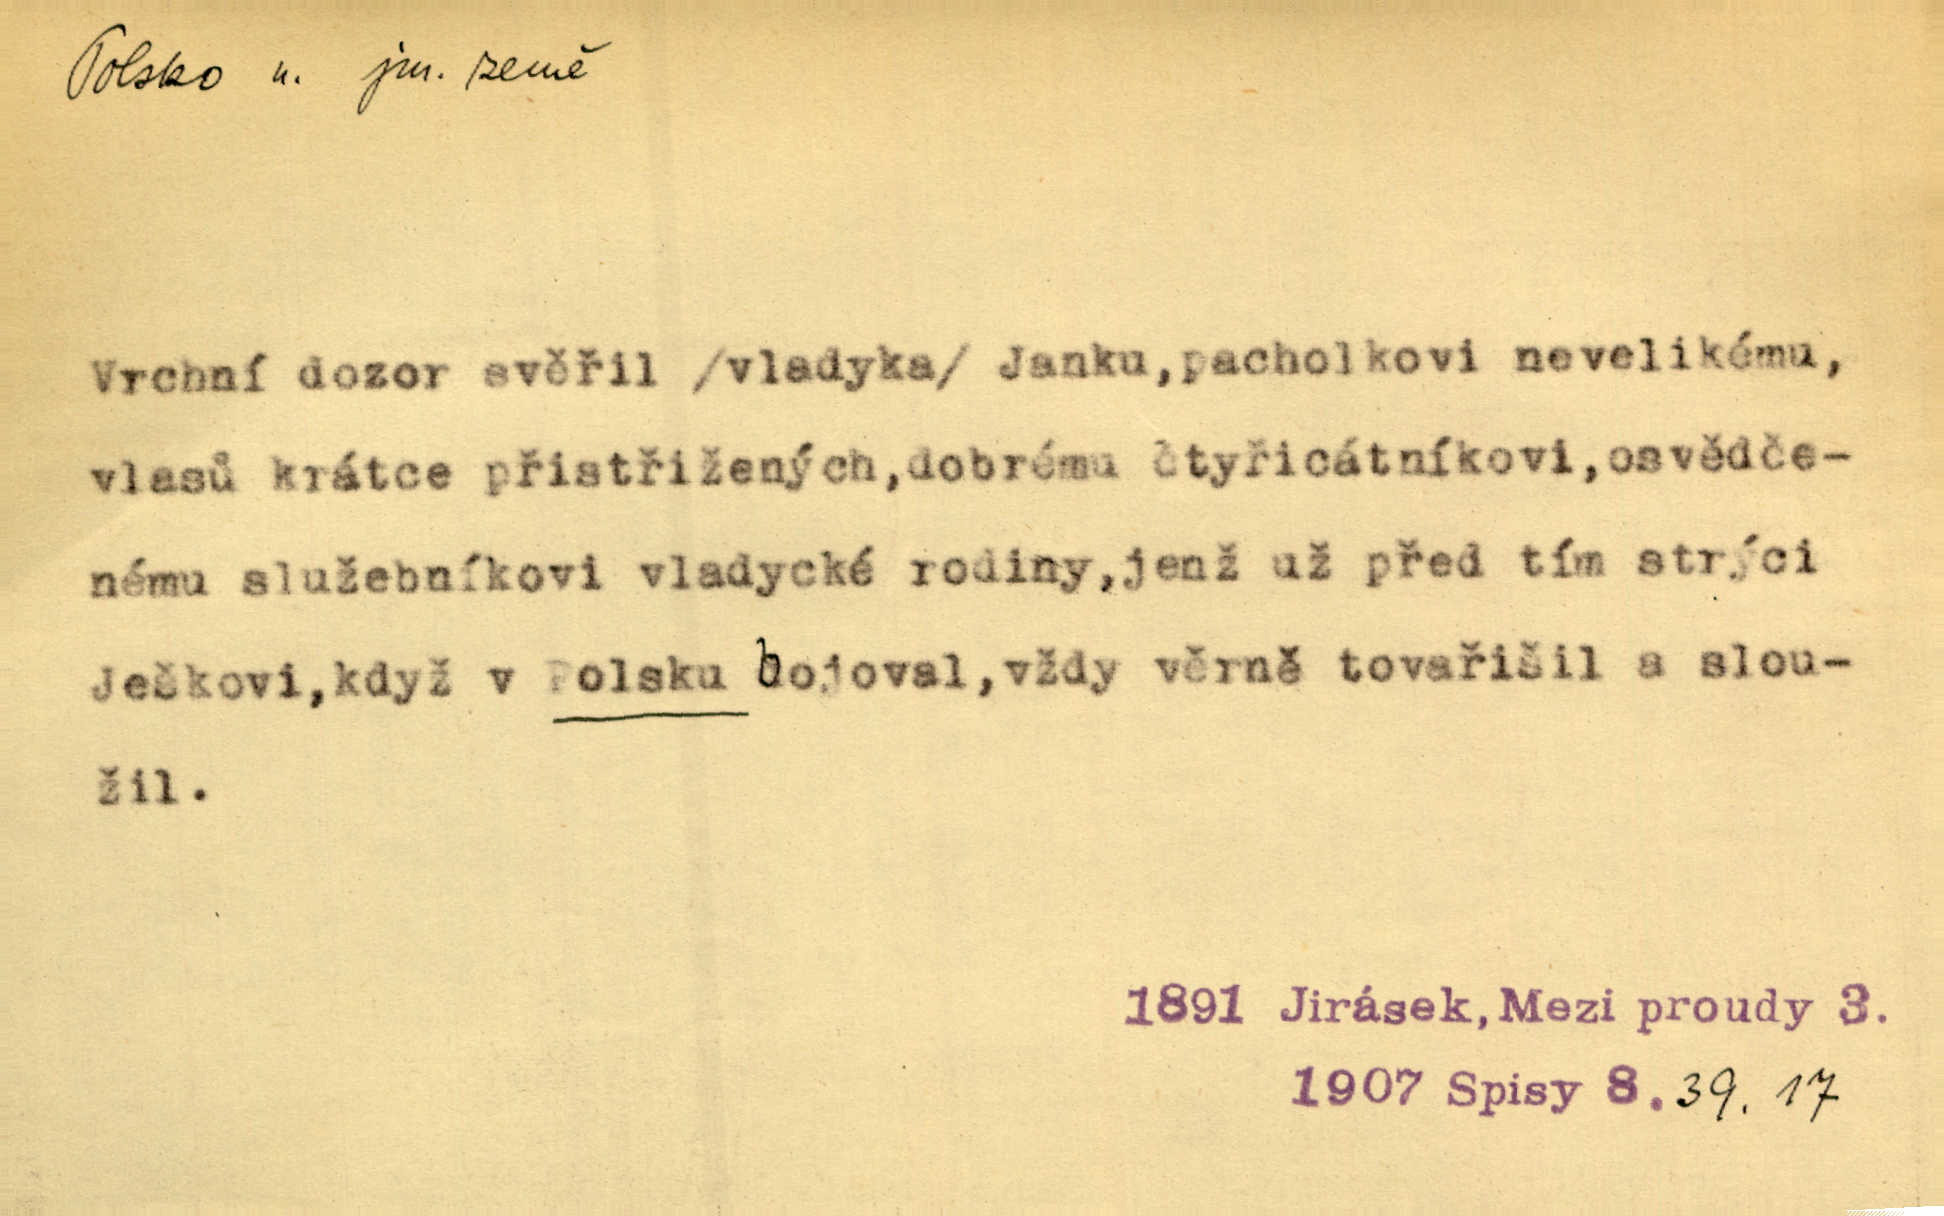 Polsko n. jm. země
Vrchní dozor svěřil /vladyka/ Janku,pacholkovi nevelikému,
vlasů krátce přistřižených,dobrému čtyřicátníkovi,osvědče-
nému služebníkovi vladycké rodiny,jenž už před tím strýci
Ješkovi,když v Polsku bojoval,vždy věrně tovařišil a slou-
žil.
1891 Jirásek,Mezi proudy 3.
1907 Spisy 8. 39. 17